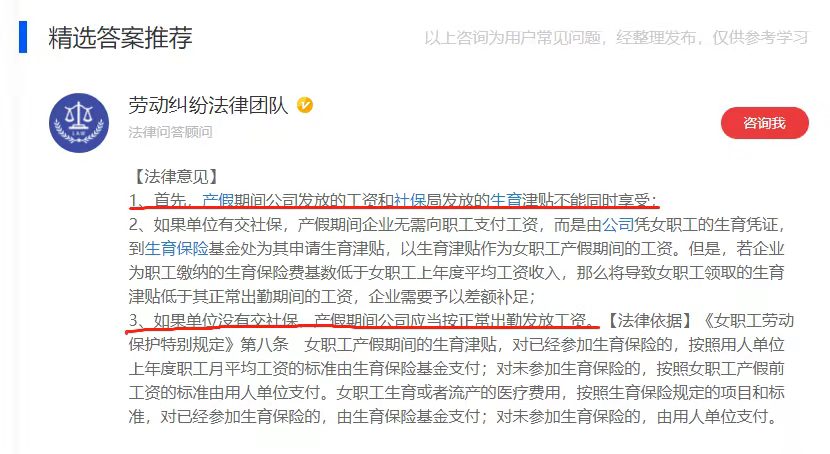 精选答案推荐
以上咨询为用户常见问题，经整理发布，仅供参考学习
劳动纠纷法律团队
法律问答顾问
咨询我
LAW
【法律意见】
1、首先，产假期间公司发放的工资和社保局发放的生育津贴不能同时享受；
2、如果单位有交社保，产假期间企业无需向职工支付工资，而是由公司凭女职工的生育凭证，
到生育保险基金处为其申请生育津贴，以生育津贴作为女职工产假期间的工资。但是，若企业
为职工缴纳的生育保险费基数低于女职工上年度平均工资收入，那么将导致女职工领取的生育
津贴低于其正常出勤期间的工资，企业需要予以差额补足；
3、如果单位没有交社保，产假期间公司应当按正常出勤发放工资。【法律依据】《女职工劳动
保护特别规定》第八条　女职工产假期间的生育津贴，对已经参加生育保险的，按照用人单位
上年度职工月平均工资的标准由生育保险基金支付；对未参加生育保险的，按照女职工产假前
工资的标准由用人单位支付。女职工生育或者流产的医疗费用，按照生育保险规定的项目和标
准，对已经参加生育保险的，由生育保险基金支付；对未参加生育保险的，由用人单位支付。